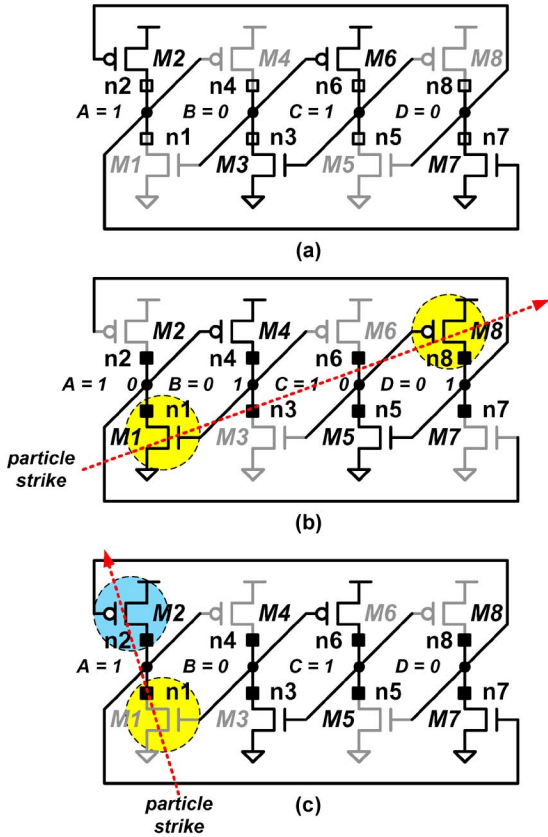 M2 M4 M6 M8
n2 n4 n6 n8
A = 1 B = 0 C = 1 D = 0
n1 n3 n5 n7
M1 M3 M5 M7
(a)
M2 M4 M6 M8
n2 n4 n6 n8
A = 1 0 B = 0 1 C = 1 0 D = 0 1
n1 n3 n5 n7
M1 M3 M5 M7
particle
strike
(b)
M2 M4 M6 M8
n2 n4 n6 n8
A = 1 B = 0 C = 1 D = 0
n1 n3 n5 n7
M1 M3 M5 M7
particle
strike
(c)